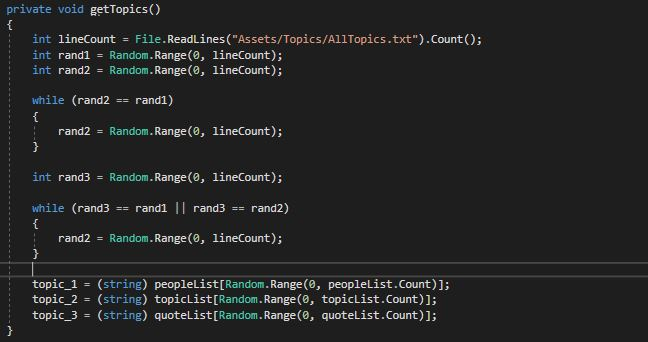 private void getTopics()
{
int lineCount = File.ReadLines("Assets/Topics/AllTopics.txt").Count();
int rand1 = Random.Range(0, lineCount);
int rand2 = Random.Range(0, lineCount);
while (rand2 == rand1)
{
rand2 = Random.Range(0, lineCount);
}
int rand3 = Random.Range(0, lineCount);
while (rand3 == rand1 || rand3 == rand2)
{
rand2 = Random.Range(0, lineCount);
}
topic_1 = (string) peopleList[Random.Range(0, peopleList.Count)];
topic_2 = (string) topicList[Random.Range(0, topicList.Count)];
topic_3 = (string) quoteList[Random.Range(0, quoteList.Count)];
}